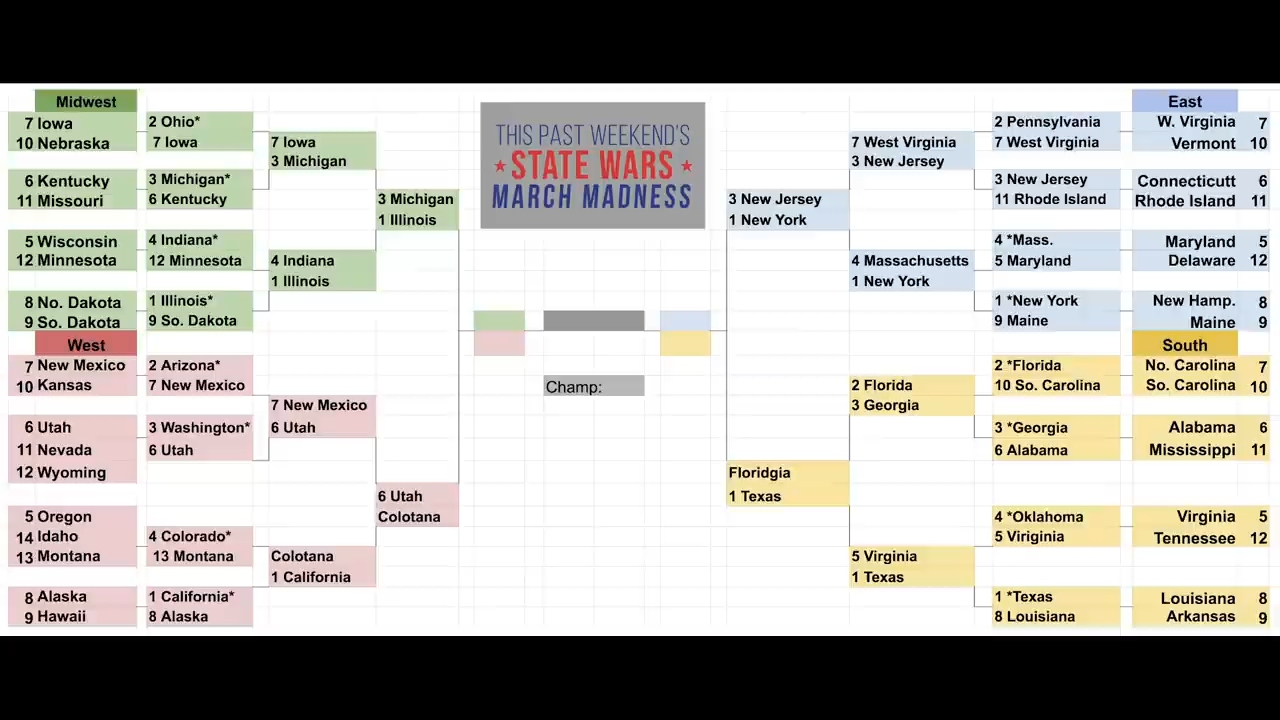 Midwest
7 Iowa
10 Nebraska
6 Kentucky
11 Missouri
5 Wisconsin
12 Minnesota
8 No. Dakota
9 So. Dakota
West
7 New Mexico
10 Kansas
6 Utah
11 Nevada
12 Wyoming
5 Oregon
14 Idaho
13 Montana
8 Alaska
9 Hawaii
2 Ohio*
7 Iowa
3 Michigan*
6 Kentucky
4 Indiana*
12 Minnesota
1 Illinois*
9 So. Dakota
2 Arizona*
7 New Mexico
3 Washington*
6 Utah
4 Colorado*
13 Montana
1 California*
8 Alaska
7 Iowa
3 Michigan
4 Indiana
1 Illinois
7 New Mexico
6 Utah
Colotana
1 California
3 Michigan
1 Illinois
6 Utah
Colotana
THIS PAST WEEKEND'S
★ STATE WARS ★
MARCH MADNESS
Champ:
3 New Jersey
1 New York
Floridgia
1 Texas
7 West Virginia
3 New Jersey
4 Massachusetts
1 New York
2 Florida
3 Georgia
5 Virginia
1 Texas
2 Pennsylvania
7 West Virginia
3 New Jersey
11 Rhode Island
4 *Mass.
5 Maryland
1 *New York
9 Maine
2 *Florida
10 So. Carolina
3 *Georgia
6 Alabama
4 *Oklahoma
5 Viriginia
1 *Texas
8 Louisiana
East
W. Virginia 7
Vermont 10
Connecticutt 6
Rhode Island 11
Maryland 5
Delaware 12
New Hamp. 8
Maine 9
South
No. Carolina 7
So. Carolina 10
Alabama 6
Mississippi 11
Virginia 5
Tennessee 12
Louisiana 8
Arkansas 9